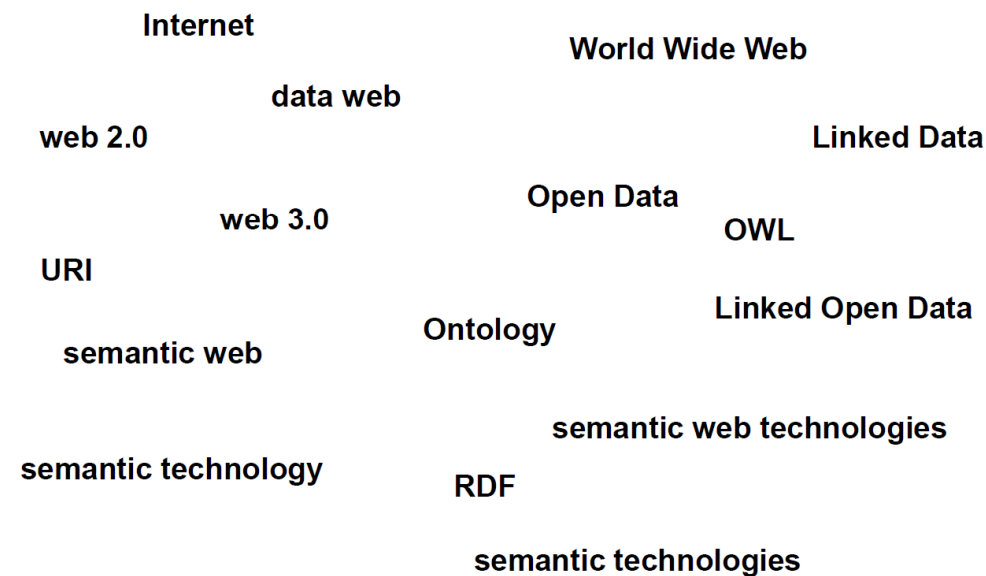 Internet
World Wide Web
data web
web 2.0
Linked Data
Open Data
web 3.0
OWL
URI
Linked Open Data
Ontology
semantic web
semantic web technologies
semantic technology
RDF
semantic technologies